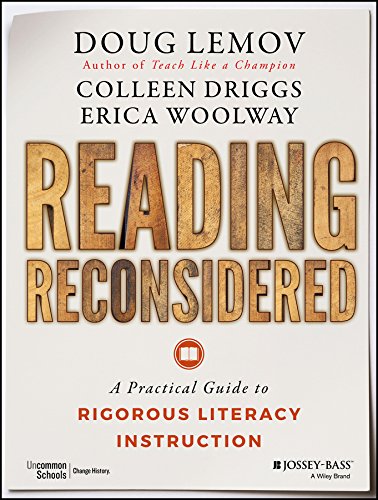 DOUG LEMOV
Author of Teach Like a Champion
COLLEEN DRIGGS
ERICA WOOLWAY
READING
RECONSIDERED
A Practical Guide to
RIGOROUS LITERACY
INSTRUCTION
Uncommon
Schools
Change History.
JOSSEY-BASS™
A Wiley Brand